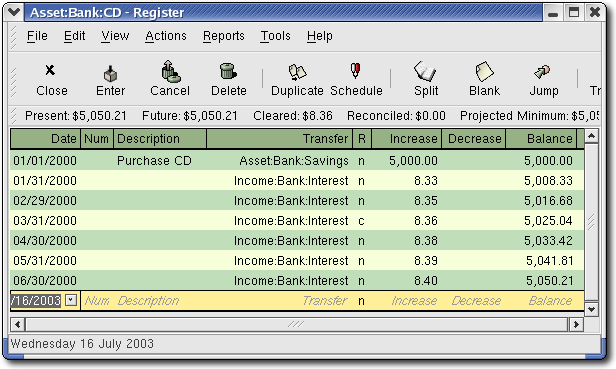 Asset:Bank:CD - Register
File Edit View Actions Reports Tools Help
Close Enter Cancel Delete Duplicate Schedule Split Blank Jump
Present: $5,050.21 Future: $5,050.21 Cleared: $8.36 Reconciled: $0.00 Projected Minimum: $5,05
Date Num Description Transfer R Increase Decrease Balance
01/01/2000 Purchase CD Asset:Bank:Savings n 5,000.00 5,000.00
01/31/2000 Income:Bank:Interest n 8.33 5,008.33
02/29/2000 Income:Bank:Interest n 8.35 5,016.68
03/31/2000 Income:Bank:Interest c 8.36 5,025.04
04/30/2000 Income:Bank:Interest n 8.38 5,033.42
05/31/2000 Income:Bank:Interest n 8.39 5,041.81
06/30/2000 Income:Bank:Interest n 8.40 5,050.21
/16/2003 Num Description Transfer n Increase Decrease Balance
Wednesday 16 July 2003